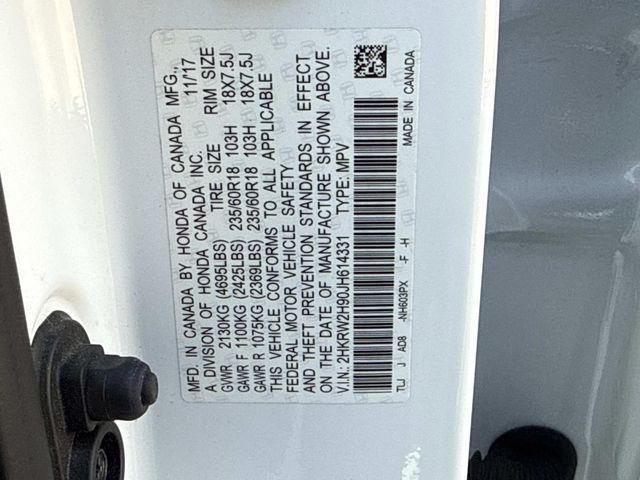 MFD. IN CANADA BY HONDA OF CANADA MFG.,
A DIVISION OF HONDA CANADA INC. 11/17
GVWR 2130KG (4695LBS) TIRE SIZE RIM SIZE
GAWR F 1100KG (2425LBS) 235/60R18 103H 18X7.5J
GAWR R 1075KG (2369LBS) 235/60R18 103H 18X7.5J
THIS VEHICLE CONFORMS TO ALL APPLICABLE
FEDERAL MOTOR VEHICLE SAFETY
AND THEFT PREVENTION STANDARDS IN EFFECT
ON THE DATE OF MANUFACTURE SHOWN ABOVE.
V.I.N.: 2HKRW2H90JH614331 TYPE: MPV
TLJ J AD8 -NH603PX -F -H MADE IN CANADA